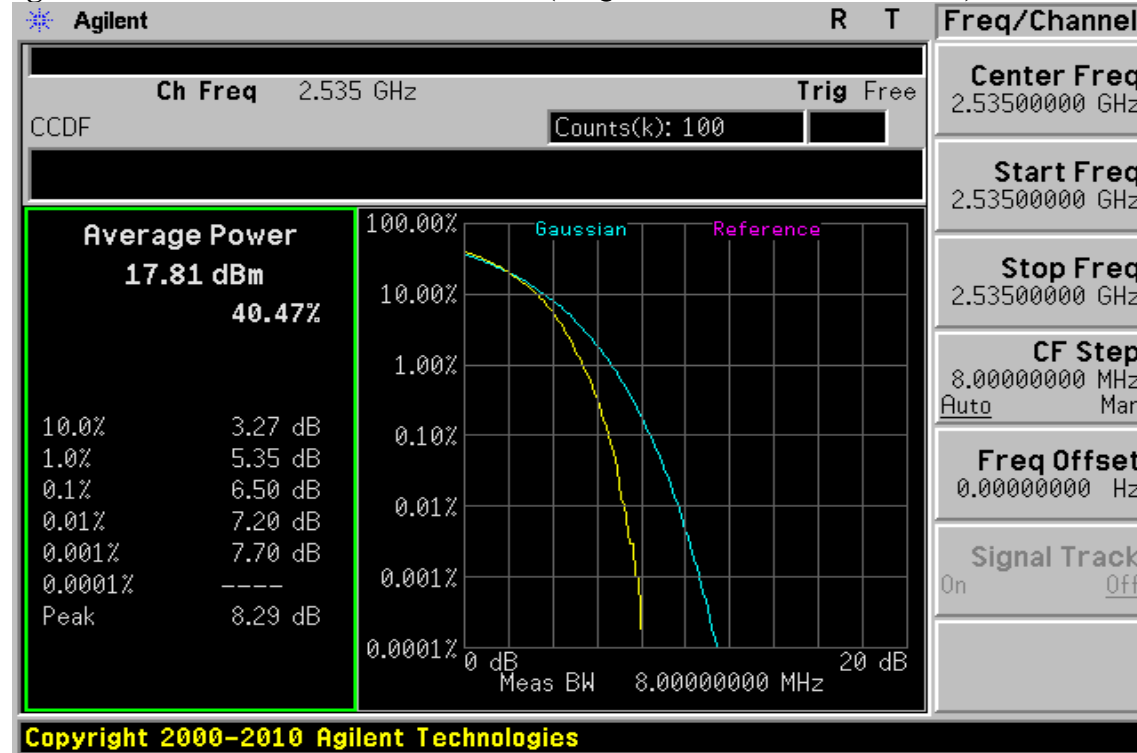 Agilent R T
Freq/Channel
Ch Freq 2.535 GHz Trig Free
CCDF Counts(k): 100
Average Power
17.81 dBm
40.47%
10.0% 3.27 dB
1.0% 5.35 dB
0.1% 6.50 dB
0.01% 7.20 dB
0.001% 7.70 dB
0.0001% ----
Peak 8.29 dB
Gaussian Reference
100.00%
10.00%
1.00%
0.10%
0.01%
0.001%
0.0001%
0 dB 20 dB
Meas BW 8.00000000 MHz
Center Freq
2.53500000 GHz
Start Freq
2.53500000 GHz
Stop Freq
2.53500000 GHz
CF Step
8.00000000 MHz
Auto Man
Freq Offset
0.00000000 Hz
Signal Track
On Off
Copyright 2000-2010 Agilent Technologies